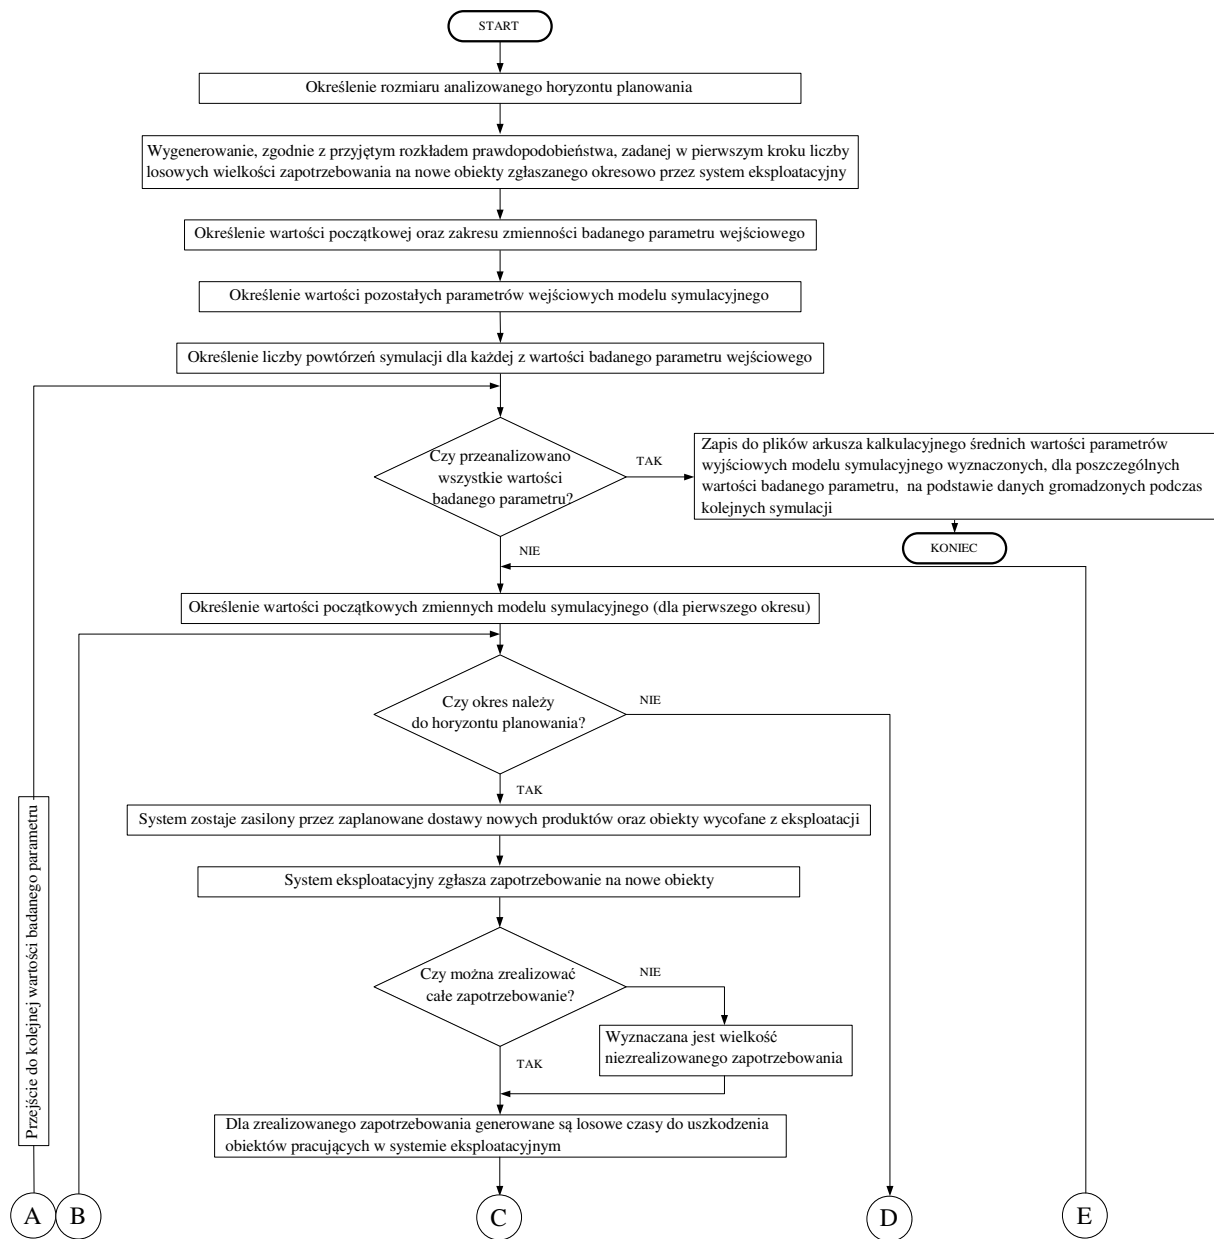 START
Określenie rozmiaru analizowanego horyzontu planowania
Wygenerowanie, zgodnie z przyjętym rozkładem prawdopodobieństwa, zadanej w pierwszym kroku liczby
losowych wielkości zapotrzebowania na nowe obiekty zgłaszanego okresowo przez system eksploatacyjny
Określenie wartości początkowej oraz zakresu zmienności badanego parametru wejściowego
Określenie wartości pozostałych parametrów wejściowych modelu symulacyjnego
Określenie liczby powtórzeń symulacji dla każdej z wartości badanego parametru wejściowego
Czy przeanalizowano
wszystkie wartości
badanego parametru?
TAK
Zapis do plików arkusza kalkulacyjnego średnich wartości parametrów
wyjściowych modelu symulacyjnego wyznaczonych, dla poszczególnych
wartości badanego parametru, na podstawie danych gromadzonych podczas
kolejnych symulacji
KONIEC
NIE
Określenie wartości początkowych zmiennych modelu symulacyjnego (dla pierwszego okresu)
Czy okres należy
do horyzontu planowania?
NIE
TAK
System zostaje zasilony przez zaplanowane dostawy nowych produktów oraz obiekty wycofane z eksploatacji
System eksploatacyjny zgłasza zapotrzebowanie na nowe obiekty
Czy można zrealizować
całe zapotrzebowanie?
NIE
Wyznaczana jest wielkość
niezrealizowanego zapotrzebowania
TAK
Dla zrealizowanego zapotrzebowania generowane są losowe czasy do uszkodzenia
obiektów pracujących w systemie eksploatacyjnym
Przejście do kolejnej wartości badanego parametru
A
B
C
D
E